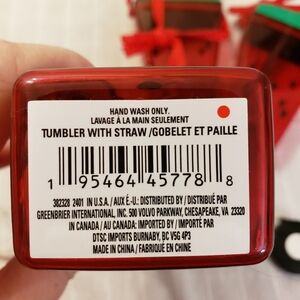 HAND WASH ONLY.
LAVAGE À LA MAIN SEULEMENT
TUMBLER WITH STRAW /GOBELET ET PAILLE
1 95464 45778 8
302320 2401 IN U.S.A. / AUX É.-U.: DISTRIBUTED BY / DISTRIBUÉ PAR
GREENBRIER INTERNATIONAL, INC. 500 VOLVO PARKWAY, CHESAPEAKE, VA 23320
IN CANADA / AU CANADA: IMPORTED BY / IMPORTÉ PAR
DTSC IMPORTS BURNABY, BC V5G 4P3
MADE IN CHINA / FABRIQUÉ EN CHINE